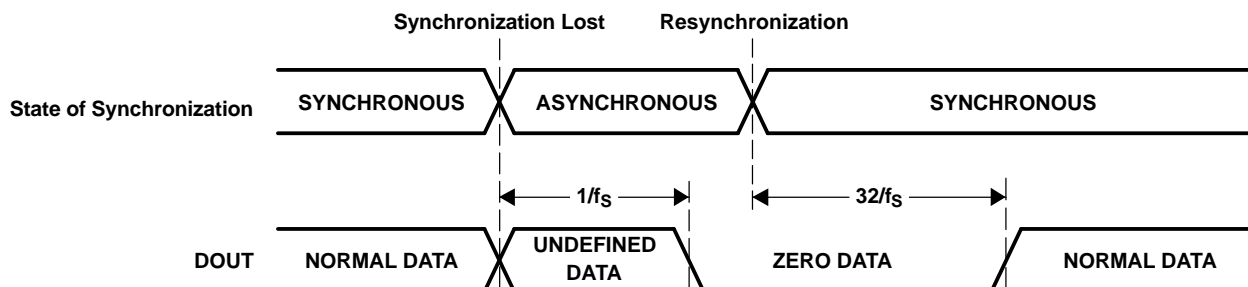 Synchronization Lost Resynchronization
State of Synchronization SYNCHRONOUS ASYNCHRONOUS SYNCHRONOUS
1/fS 32/fS
DOUT NORMAL DATA UNDEFINED DATA ZERO DATA NORMAL DATA